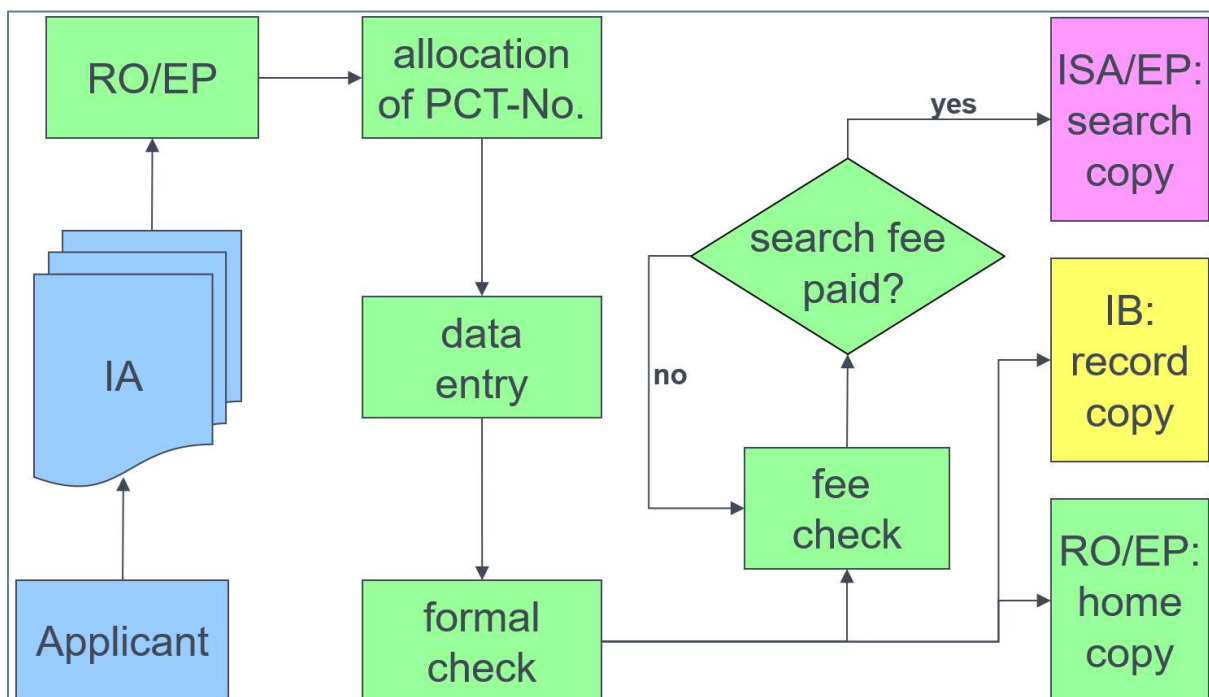 RO/EP
allocation
of PCT-No.
yes
ISA/EP:
search
copy
search fee
paid?
IA
data
entry
no
IB:
record
copy
fee
check
RO/EP:
home
copy
Applicant
formal
check